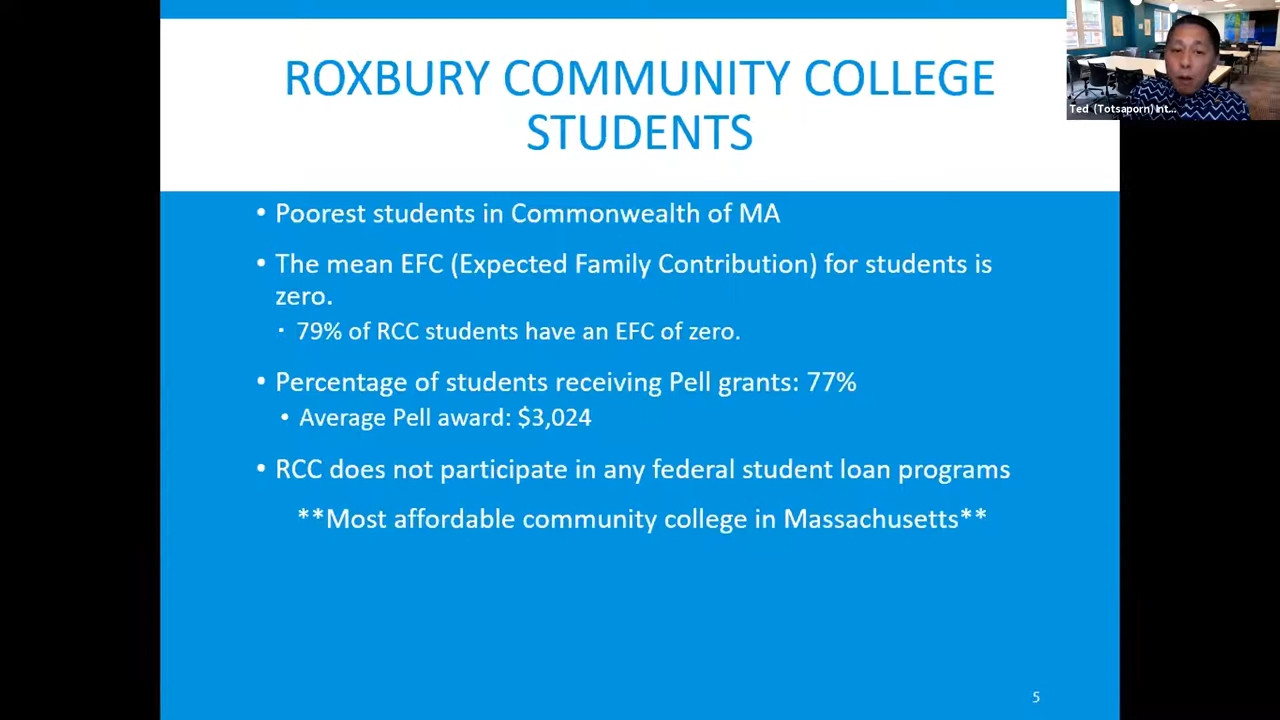 ROXBURY COMMUNITY COLLEGE
STUDENTS
Ted (Totsaporn) Int...
• Poorest students in Commonwealth of MA
• The mean EFC (Expected Family Contribution) for students is
zero.
▪ 79% of RCC students have an EFC of zero.
• Percentage of students receiving Pell grants: 77%
• Average Pell award: $3,024
• RCC does not participate in any federal student loan programs
**Most affordable community college in Massachusetts**
5